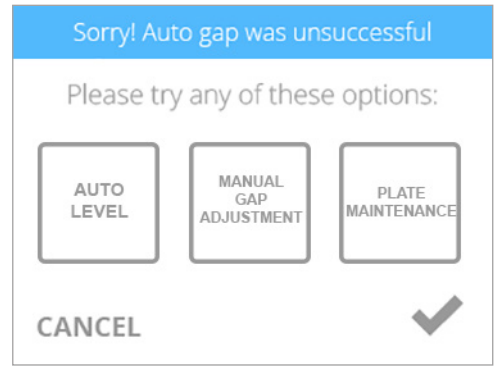 Sorry! Auto gap was unsuccessful
Please try any of these options:
AUTO
LEVEL
MANUAL
GAP
ADJUSTMENT
PLATE
MAINTENANCE
CANCEL